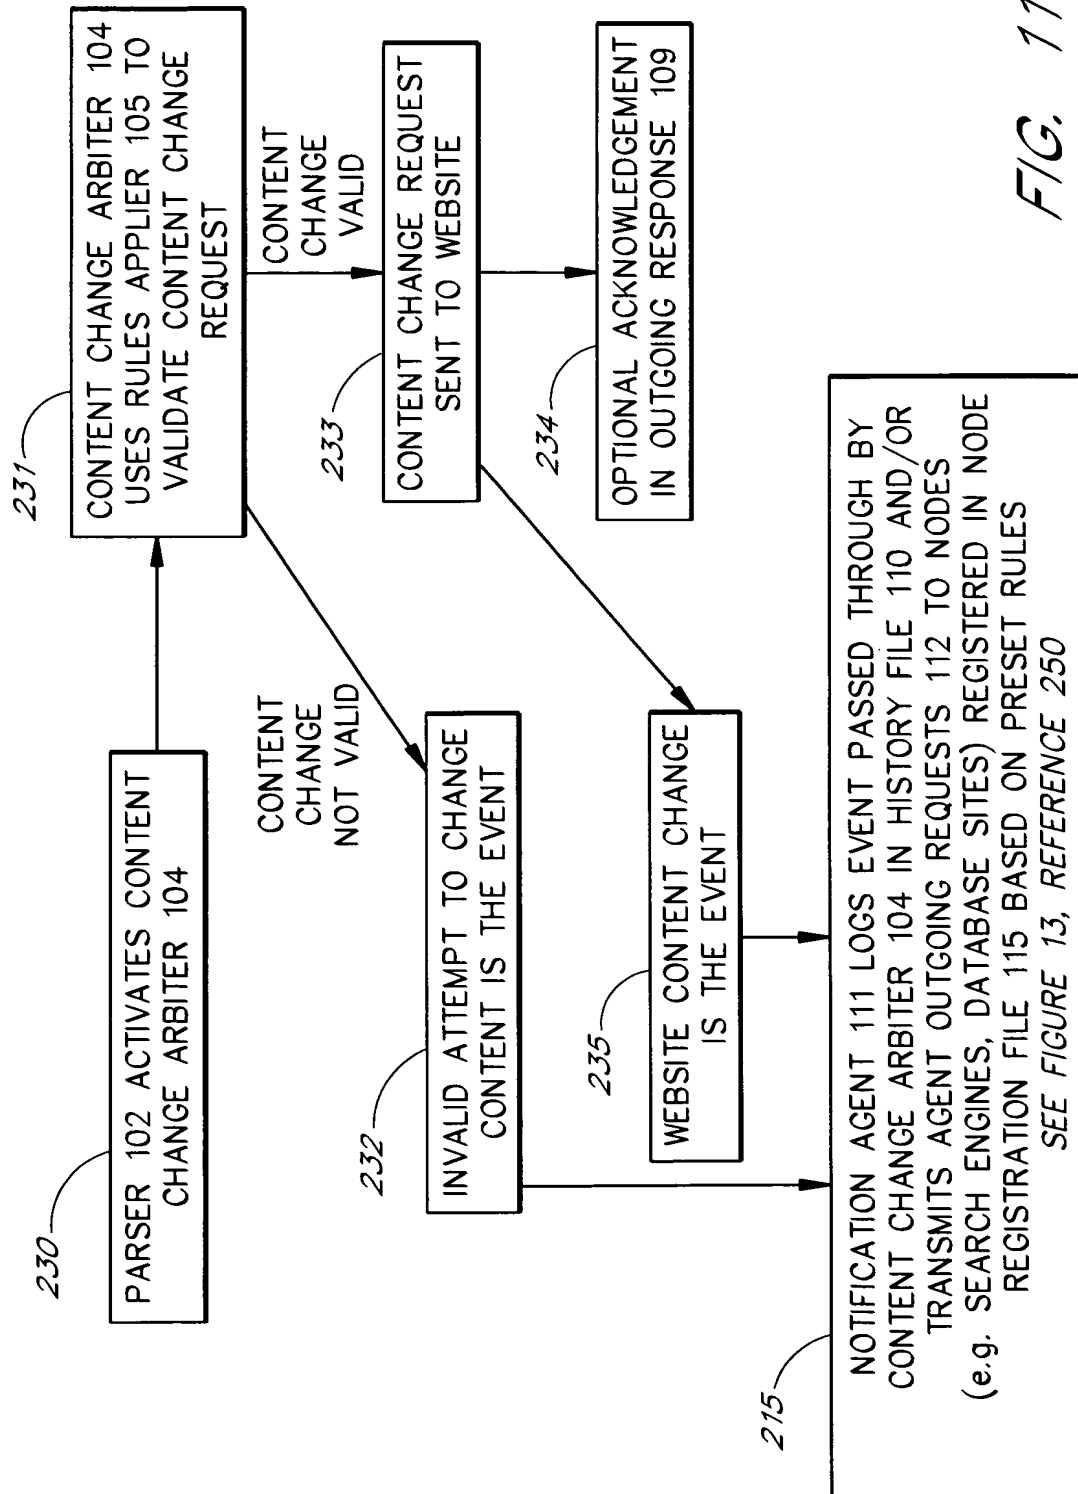 230
PARSER 102 ACTIVATES CONTENT
CHANGE ARBITER 104
231
CONTENT CHANGE ARBITER 104
USES RULES APPLIER 105 TO
VALIDATE CONTENT CHANGE
REQUEST
CONTENT
CHANGE
NOT VALID
CONTENT
CHANGE
VALID
232
INVALID ATTEMPT TO CHANGE
CONTENT IS THE EVENT
233
CONTENT CHANGE REQUEST
SENT TO WEBSITE
235
WEBSITE CONTENT CHANGE
IS THE EVENT
234
OPTIONAL ACKNOWLEDGEMENT
IN OUTGOING RESPONSE 109
215
NOTIFICATION AGENT 111 LOGS EVENT PASSED THROUGH BY
CONTENT CHANGE ARBITER 104 IN HISTORY FILE 110 AND/OR
TRANSMITS AGENT OUTGOING REQUESTS 112 TO NODES
(e.g. SEARCH ENGINES, DATABASE SITES) REGISTERED IN NODE
REGISTRATION FILE 115 BASED ON PRESET RULES
SEE FIGURE 13, REFERENCE 250
FIG. 11